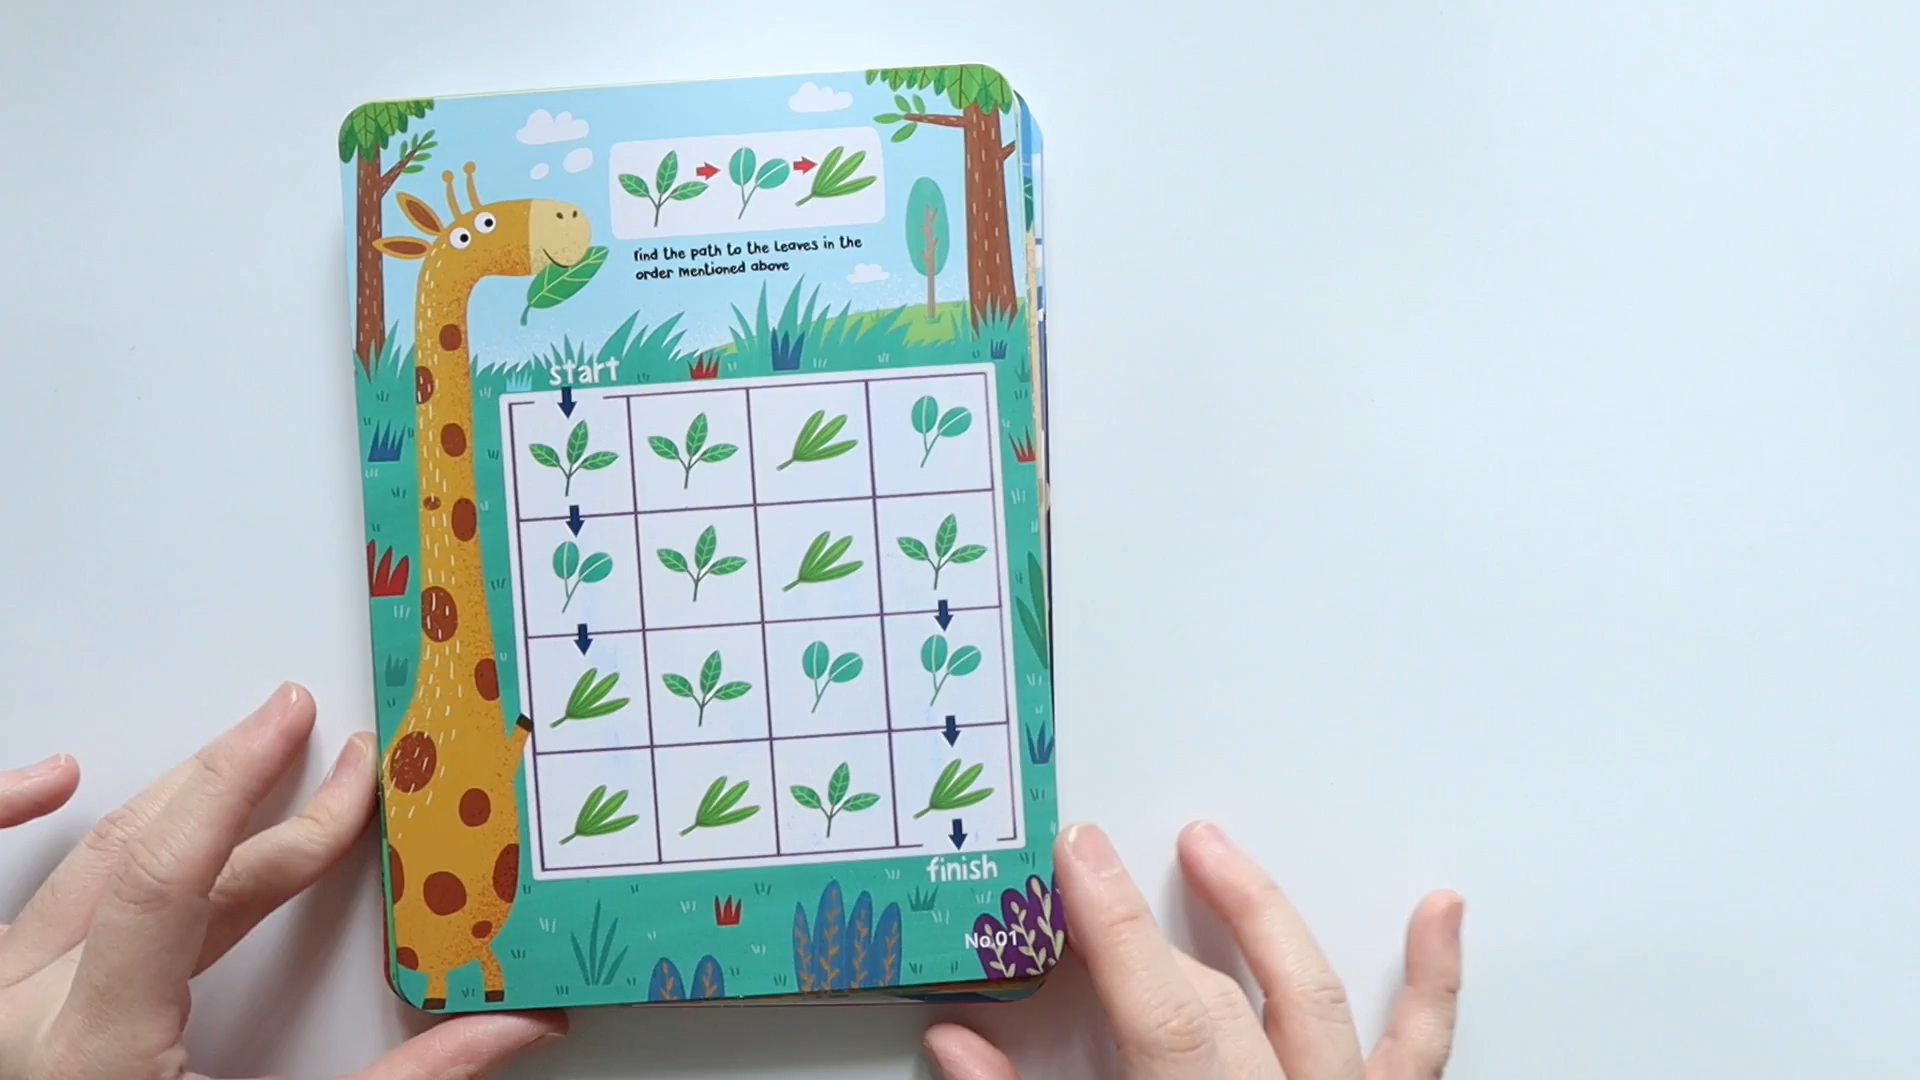 Find the path to the leaves in the
order mentioned above
start
finish
No.01